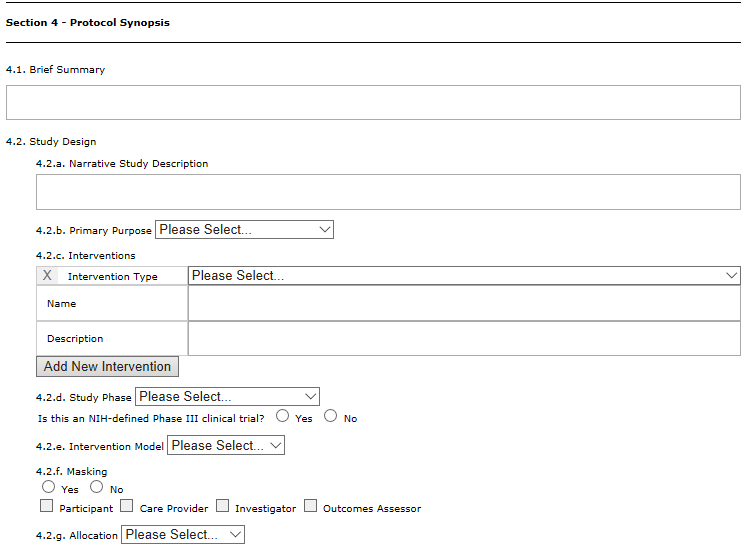 Section 4 - Protocol Synopsis
4.1. Brief Summary
4.2. Study Design
4.2.a. Narrative Study Description
4.2.b. Primary Purpose Please Select...
4.2.c. Interventions
X Intervention Type Please Select...
Name
Description
Add New Intervention
4.2.d. Study Phase Please Select...
Is this an NIH-defined Phase III clinical trial? Yes No
4.2.e. Intervention Model Please Select...
4.2.f. Masking
Yes No
Participant Care Provider Investigator Outcomes Assessor
4.2.g. Allocation Please Select...